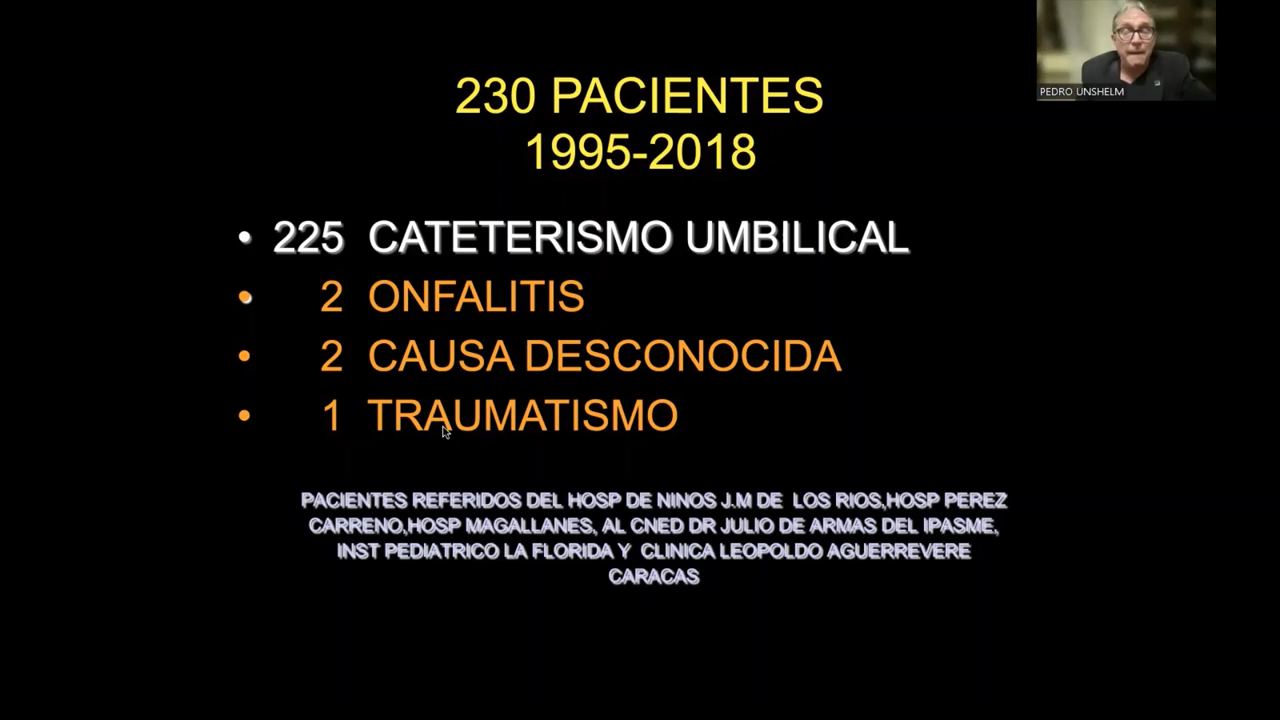 230 PACIENTES
1995-2018
• 225 CATETERISMO UMBILICAL
• 2 ONFALITIS
• 2 CAUSA DESCONOCIDA
• 1 TRAUMATISMO
PACIENTES REFERIDOS DEL HOSP DE NINOS J.M DE LOS RIOS,HOSP PEREZ
CARRENO,HOSP MAGALLANES, AL CNED DR JULIO DE ARMAS DEL IPASME,
INST PEDIATRICO LA FLORIDA Y CLINICA LEOPOLDO AGUERREVERE
CARACAS
PEDRO UNSHELM